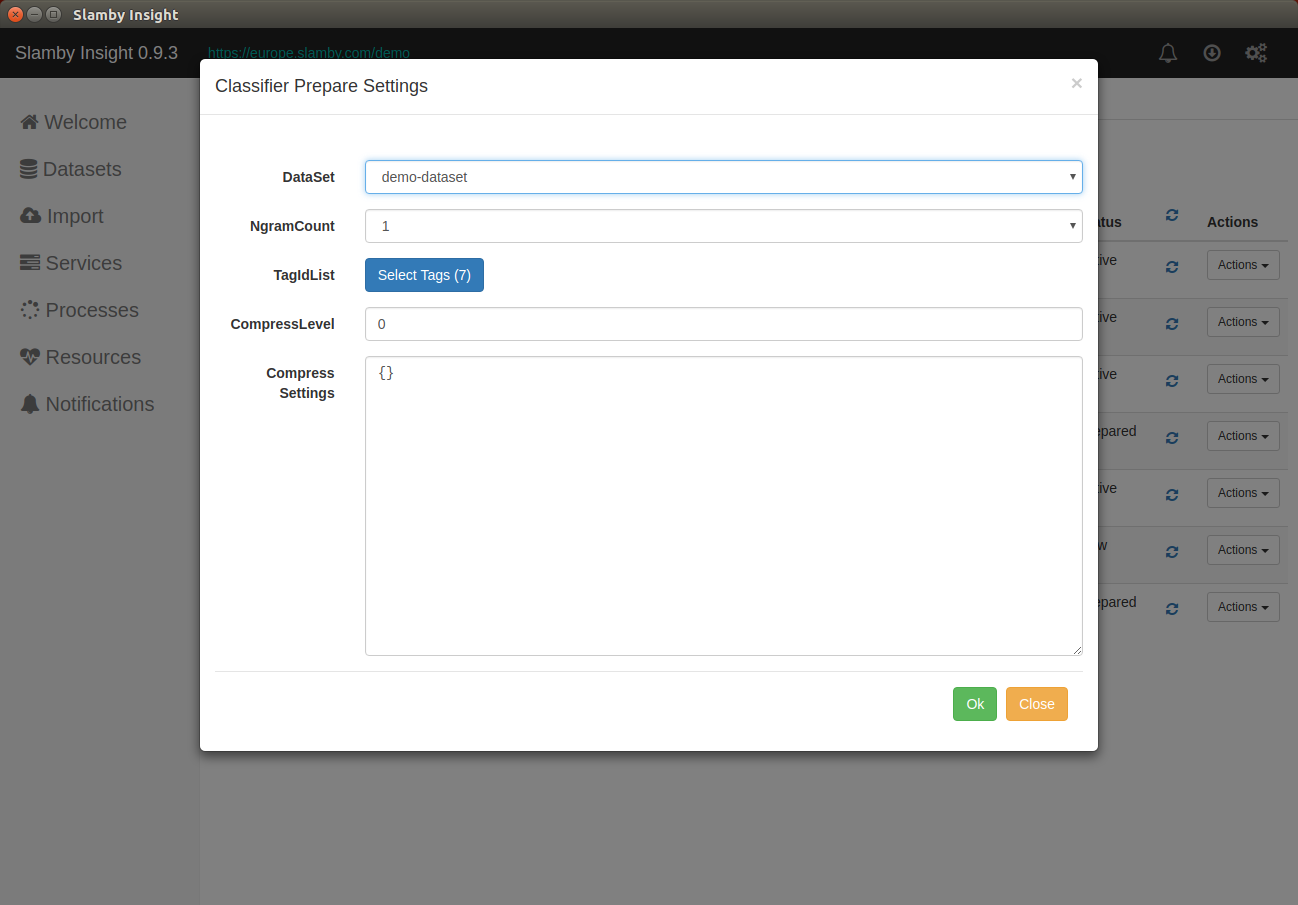 Slamby Insight
Slamby Insight 0.9.3
https://europe.slamby.com/demo
Classifier Prepare Settings
×
Welcome
Datasets
Import
Services
Processes
Resources
Notifications
DataSet
demo-dataset
NgramCount
1
TagIdList
Select Tags (7)
CompressLevel
0
Compress
Settings
{}
Ok
Close
atus
Actions
tive
Actions
tive
Actions
tive
Actions
epared
Actions
tive
Actions
w
Actions
epared
Actions